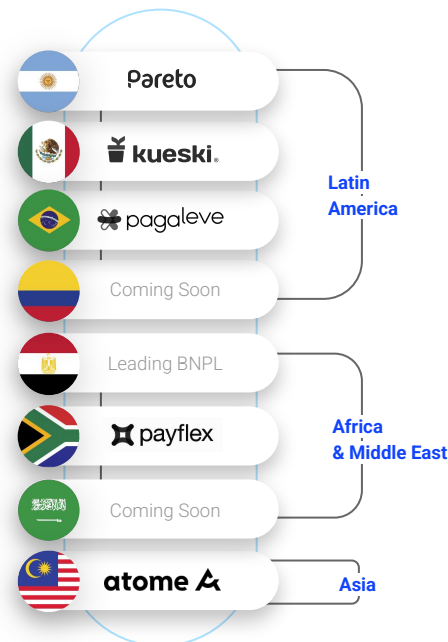 Pareto
kueski®
pagaleve
Coming Soon
Leading BNPL
payflex
Coming Soon
atome
Latin
America
Africa
& Middle East
Asia